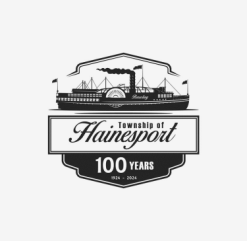 Township of
Hainesport
100 YEARS
1924 - 2024